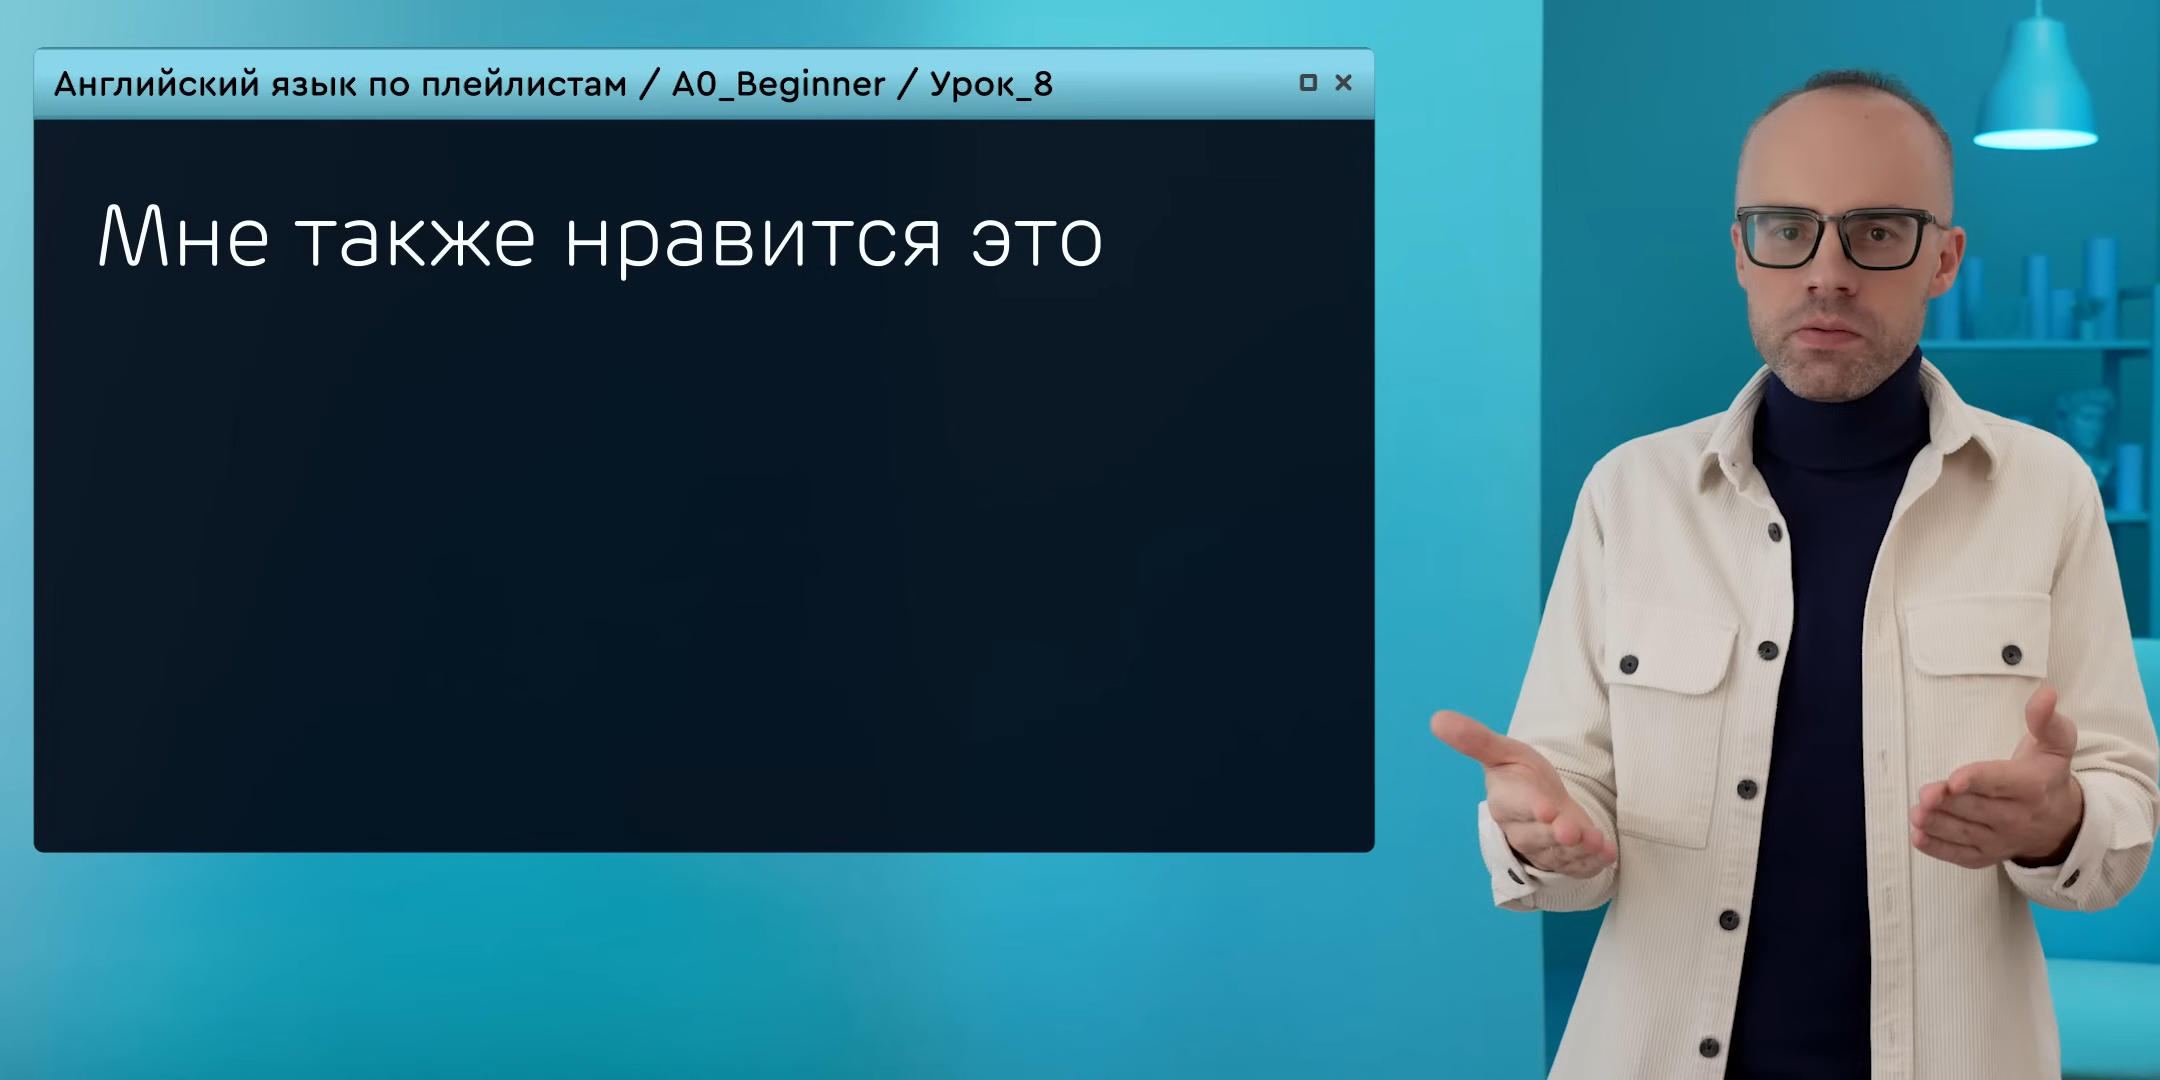 Английский язык по плейлистам / A0_Beginner / Урок_8
Мне также нравится это